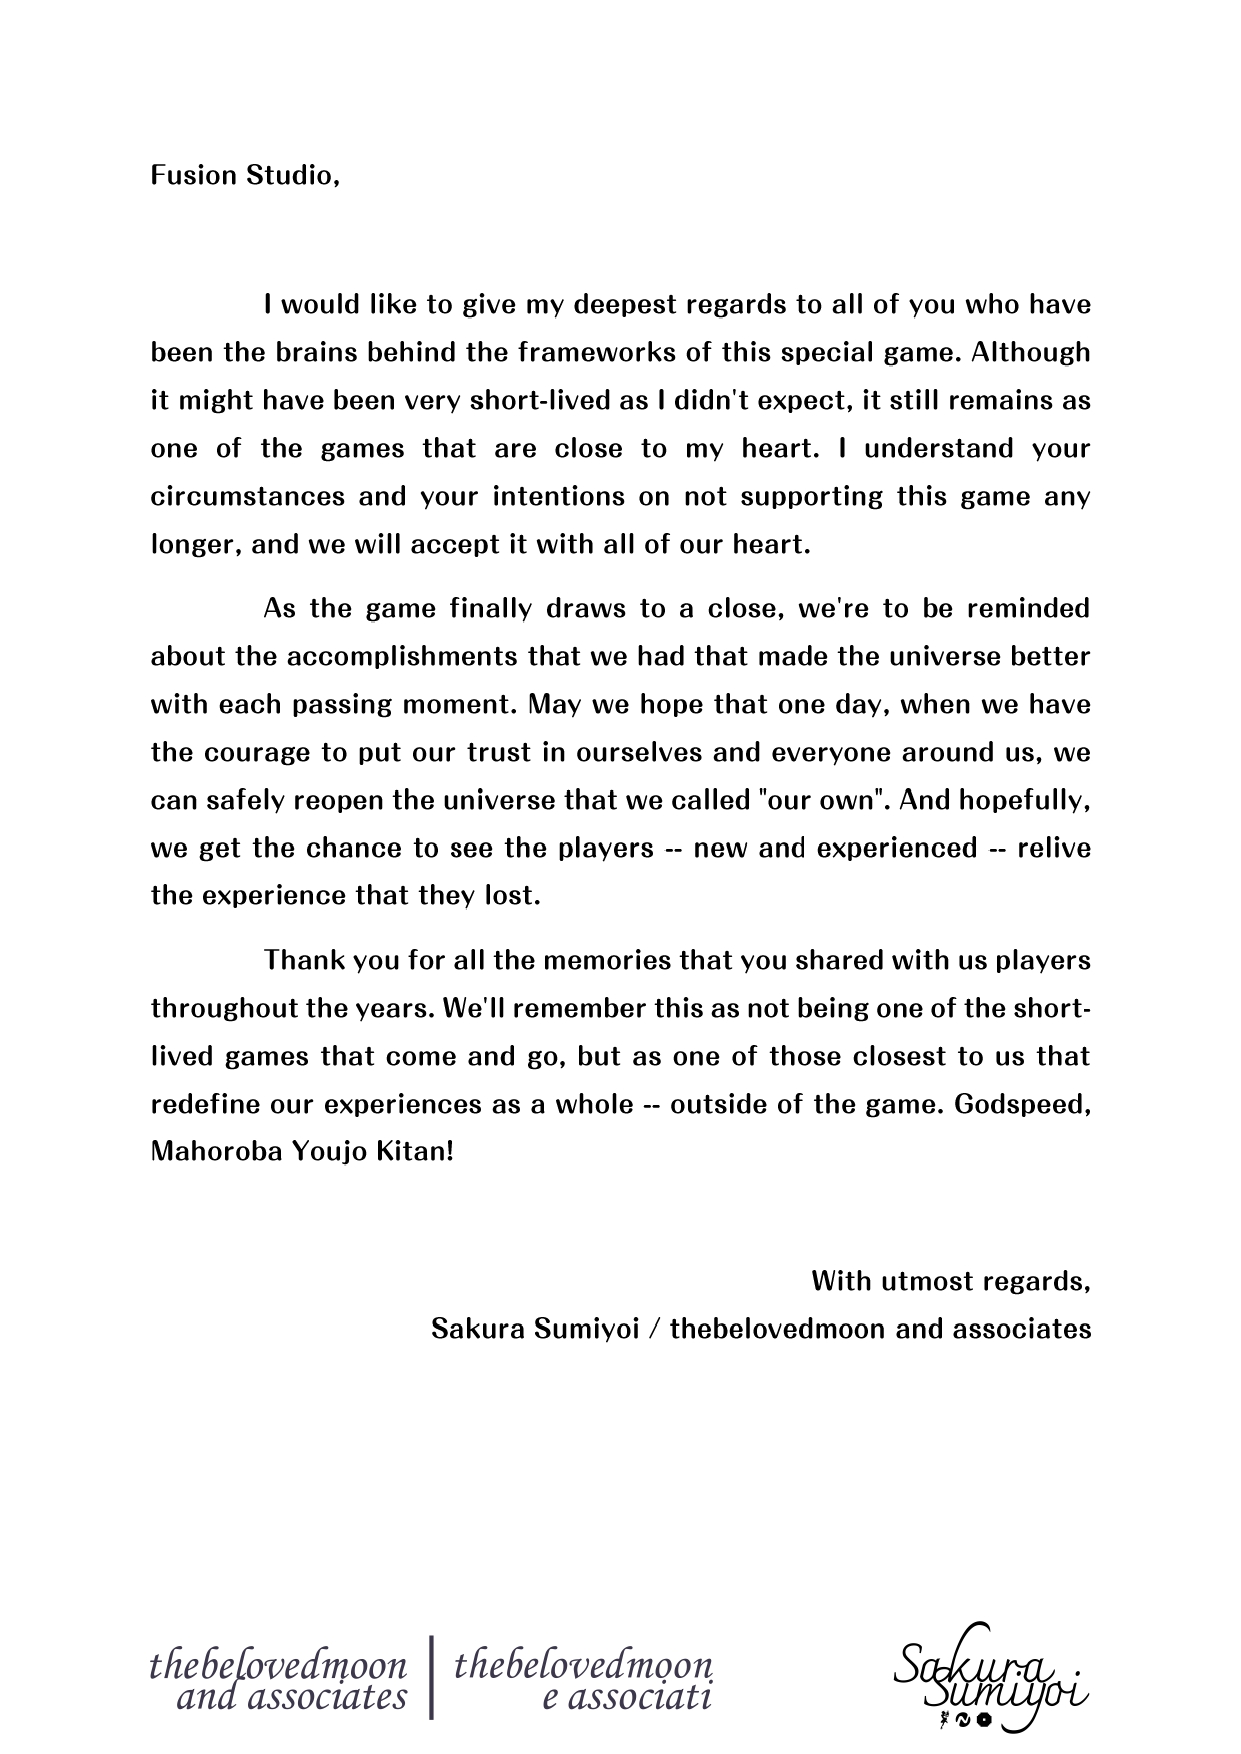 Fusion Studio,
I would like to give my deepest regards to all of you who have
been the brains behind the frameworks of this special game. Although
it might have been very short-lived as I didn't expect, it still remains as
one of the games that are close to my heart. I understand your
circumstances and your intentions on not supporting this game any
longer, and we will accept it with all of our heart.
As the game finally draws to a close, we're to be reminded
about the accomplishments that we had that made the universe better
with each passing moment. May we hope that one day, when we have
the courage to put our trust in ourselves and everyone around us, we
can safely reopen the universe that we called "our own". And hopefully,
we get the chance to see the players -- new and experienced -- relive
the experience that they lost.
Thank you for all the memories that you shared with us players
throughout the years. We'll remember this as not being one of the short-
lived games that come and go, but as one of those closest to us that
redefine our experiences as a whole -- outside of the game. Godspeed,
Mahoroba Youjo Kitan!
With utmost regards,
Sakura Sumiyoi / thebelovedmoon and associates
thebelovedmoon
and associates
thebelovedmoon
e associati
Sakura
Sumiyoi